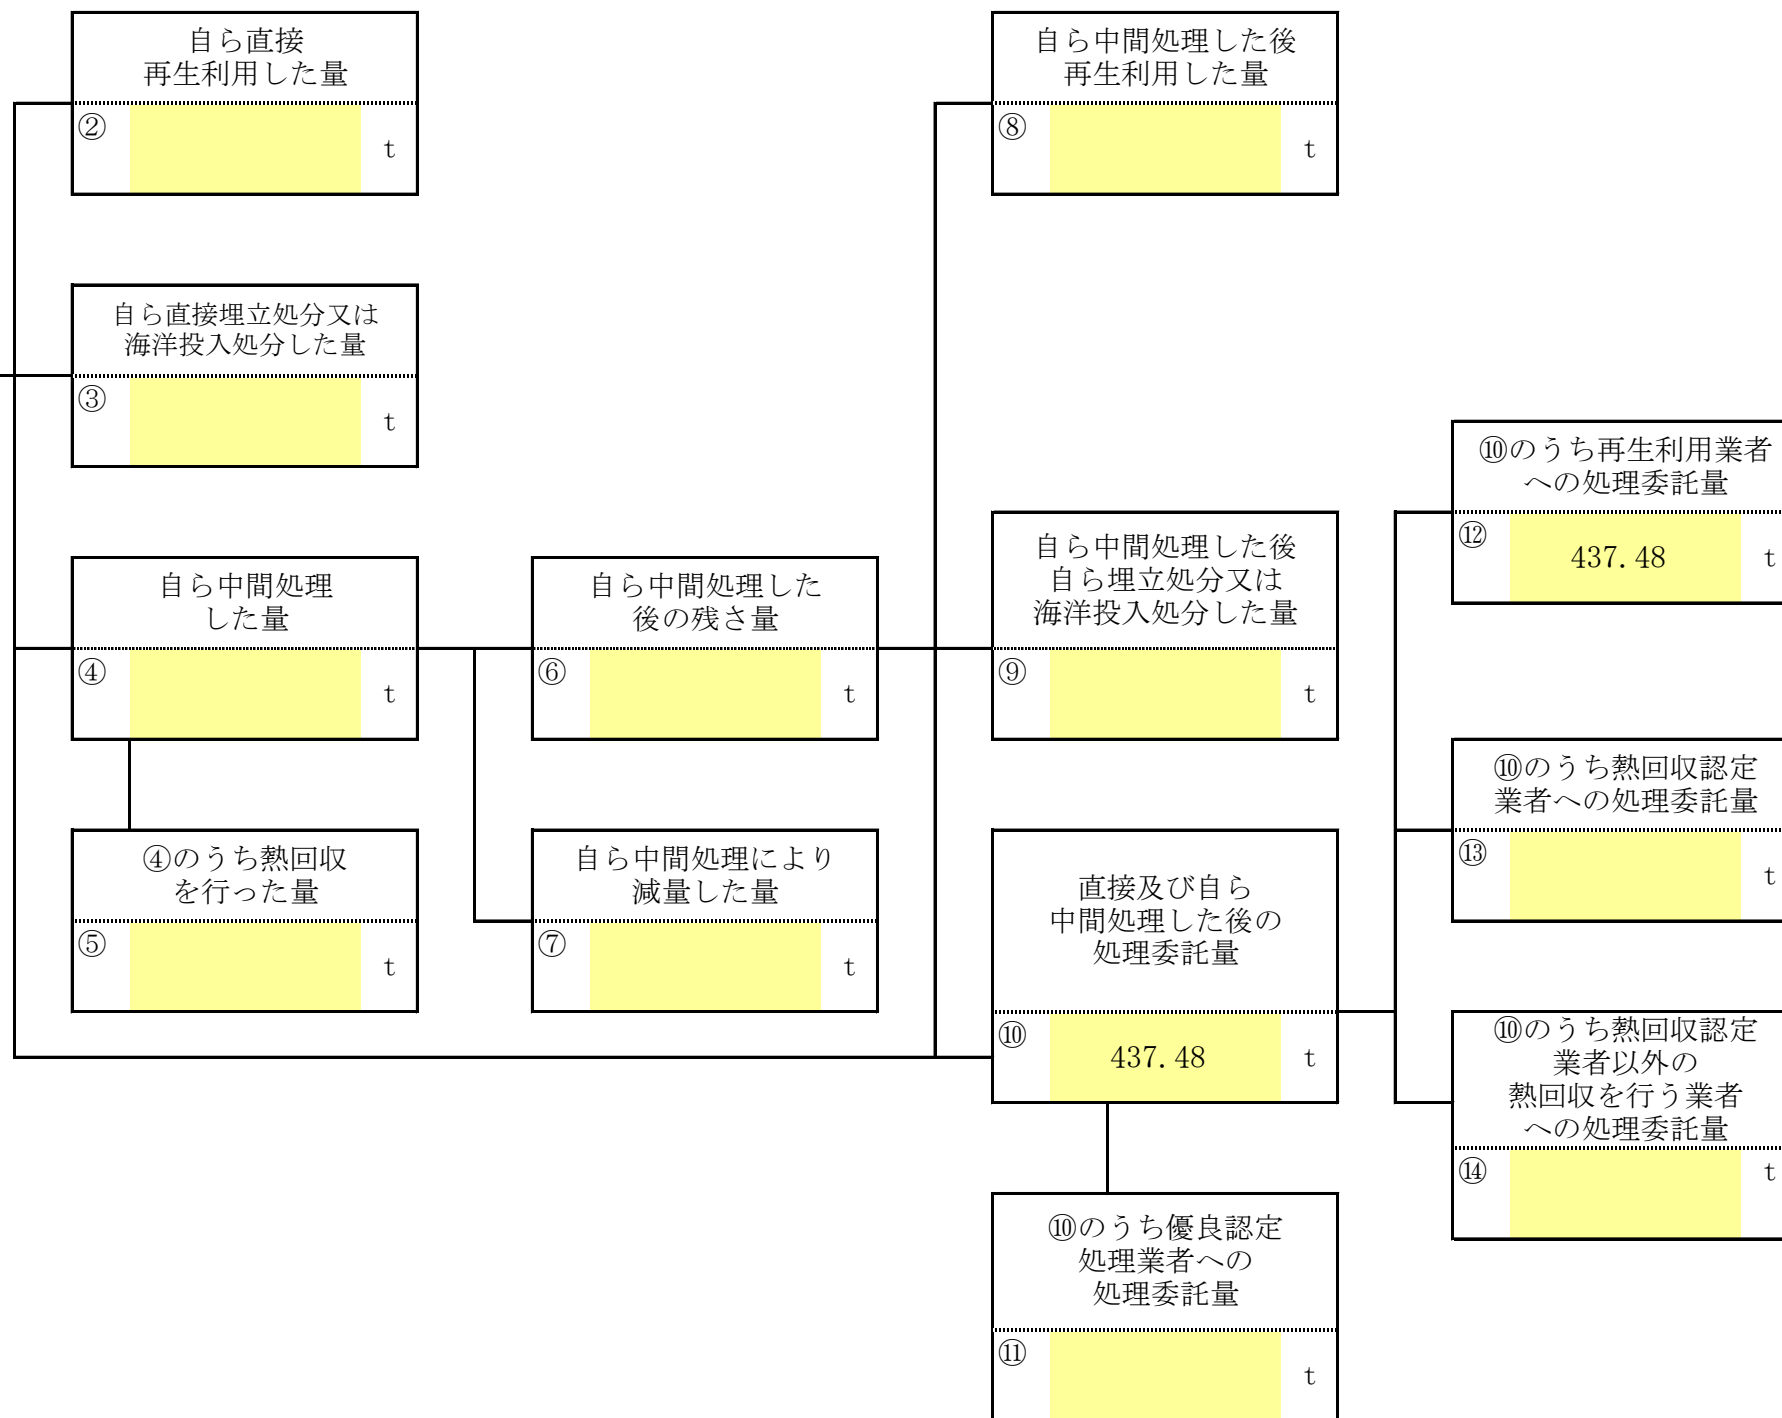 自ら直接
再生利用した量
②
t
自ら直接埋立処分又は
海洋投入処分した量
③
t
自ら中間処理
した量
④
t
④のうち熱回収
を行った量
⑤
t
自ら中間処理した
後の残さ量
⑥
t
自ら中間処理により
減量した量
⑦
t
自ら中間処理した後
再生利用した量
⑧
t
自ら中間処理した後
自ら埋立処分又は
海洋投入処分した量
⑨
t
直接及び自ら
中間処理した後の
処理委託量
⑩ 437.48 t
⑩のうち優良認定
処理業者への
処理委託量
⑪
t
⑩のうち再生利用業者
への処理委託量
⑫ 437.48 t
⑩のうち熱回収認定
業者への処理委託量
⑬
t
⑩のうち熱回収認定
業者以外の
熱回収を行う業者
への処理委託量
⑭ t